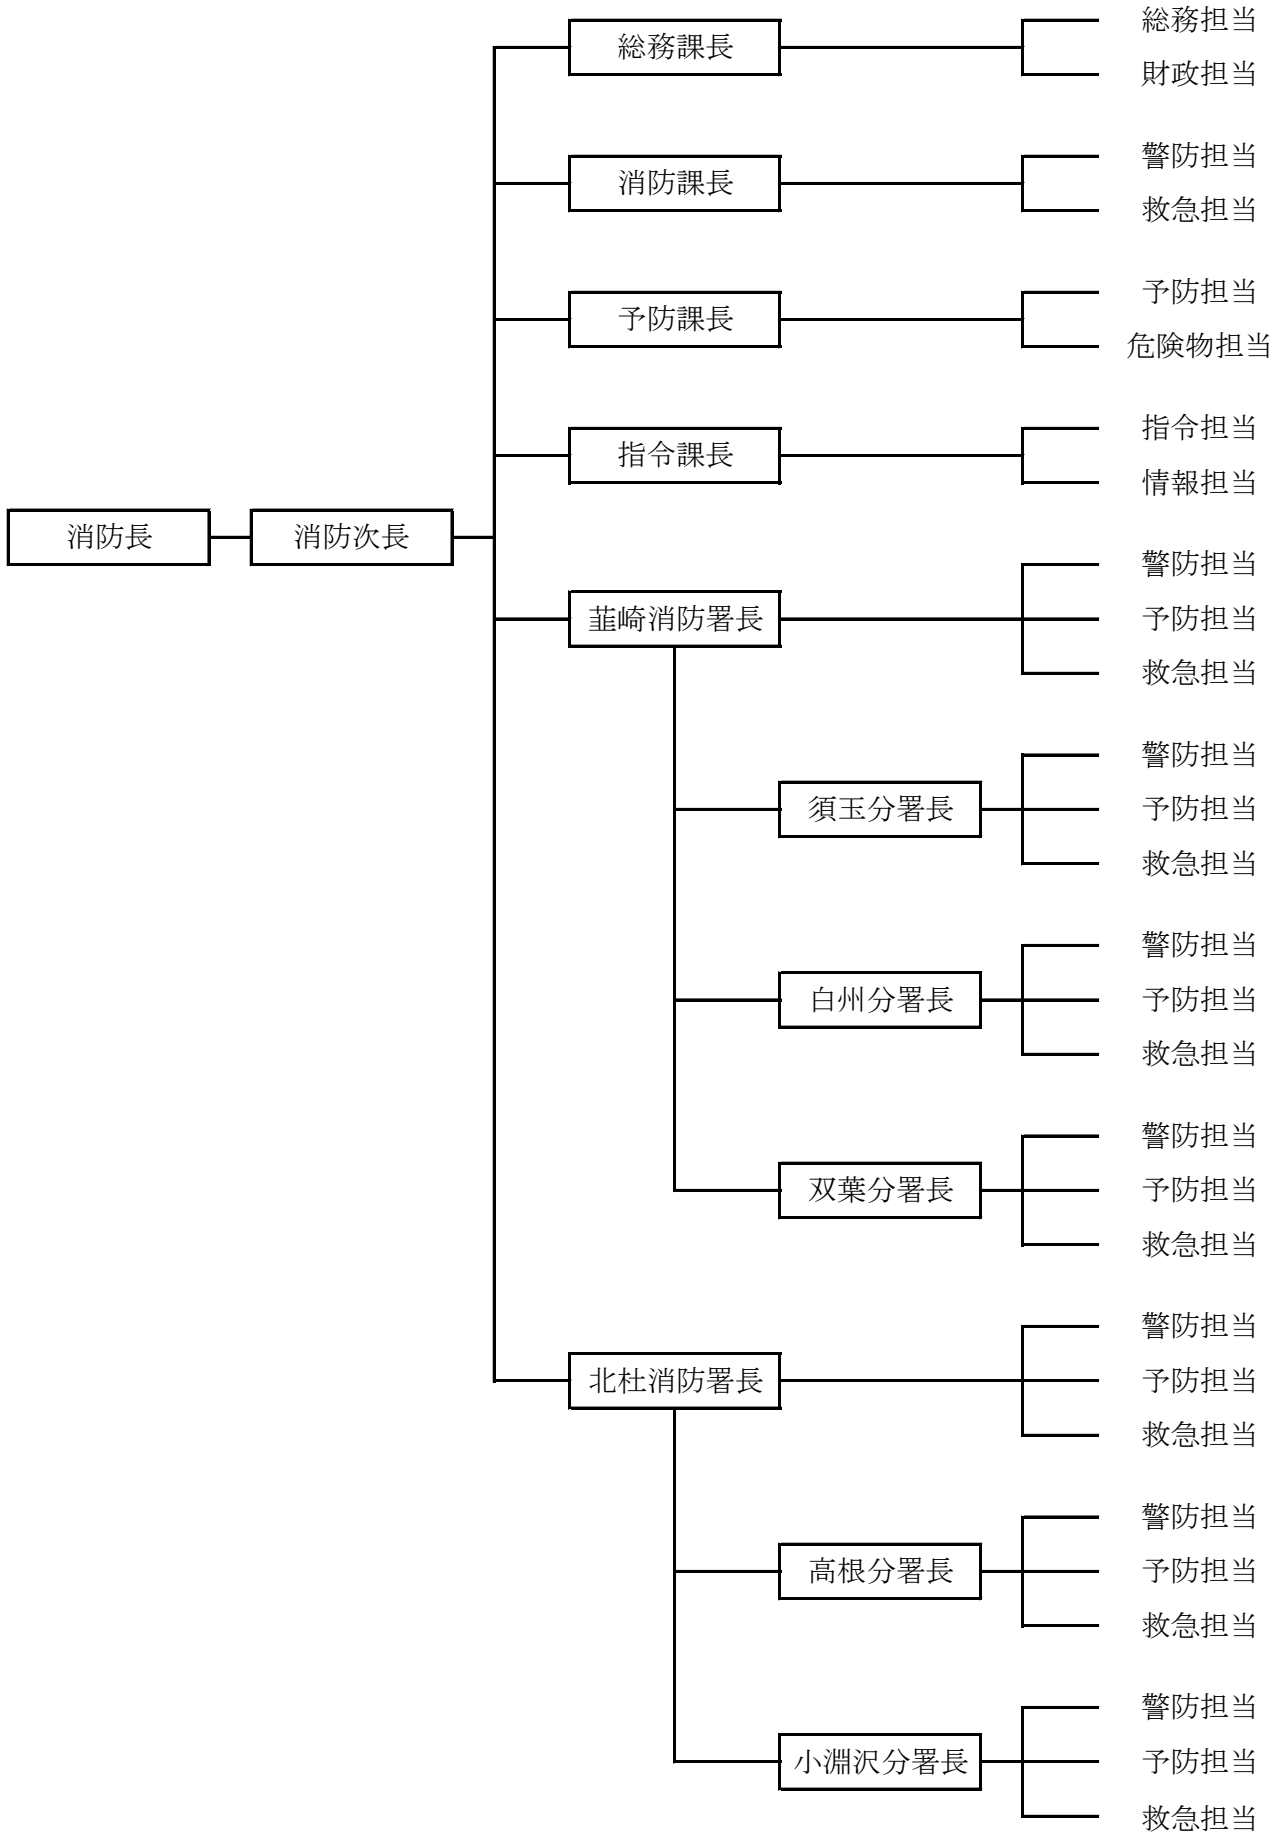 総務担当
総務課長
財政担当
警防担当
消防課長
救急担当
予防担当
予防課長
危険物担当
指令担当
指令課長
情報担当
消防長
消防次長
警防担当
韮崎消防署長
予防担当
救急担当
警防担当
須玉分署長
予防担当
救急担当
警防担当
白州分署長
予防担当
救急担当
警防担当
双葉分署長
予防担当
救急担当
警防担当
北杜消防署長
予防担当
救急担当
警防担当
高根分署長
予防担当
救急担当
警防担当
小淵沢分署長
予防担当
救急担当